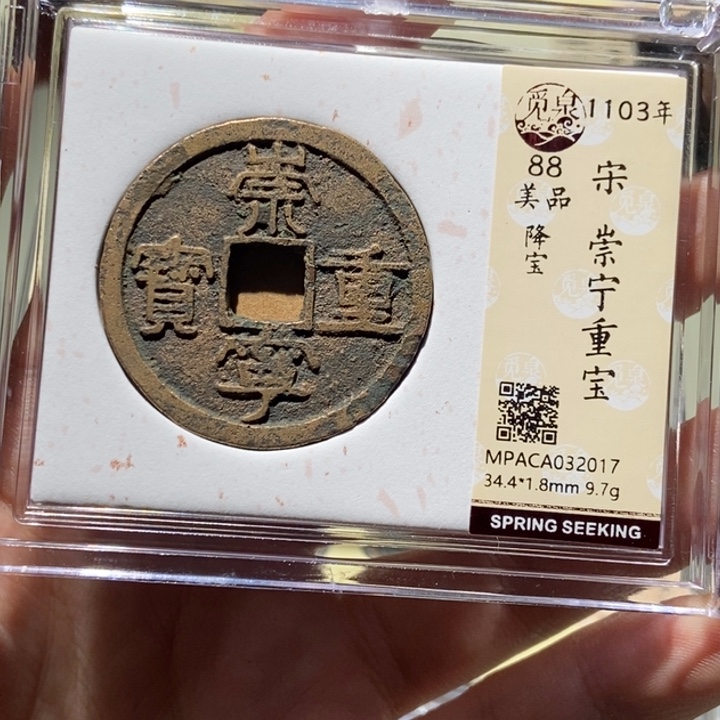 崇
寧
重
寶
觅泉
1103年
88
美品
降宝
宋 崇宁重宝
MPACA032017
34.4*1.8mm 9.7g
SPRING SEEKING